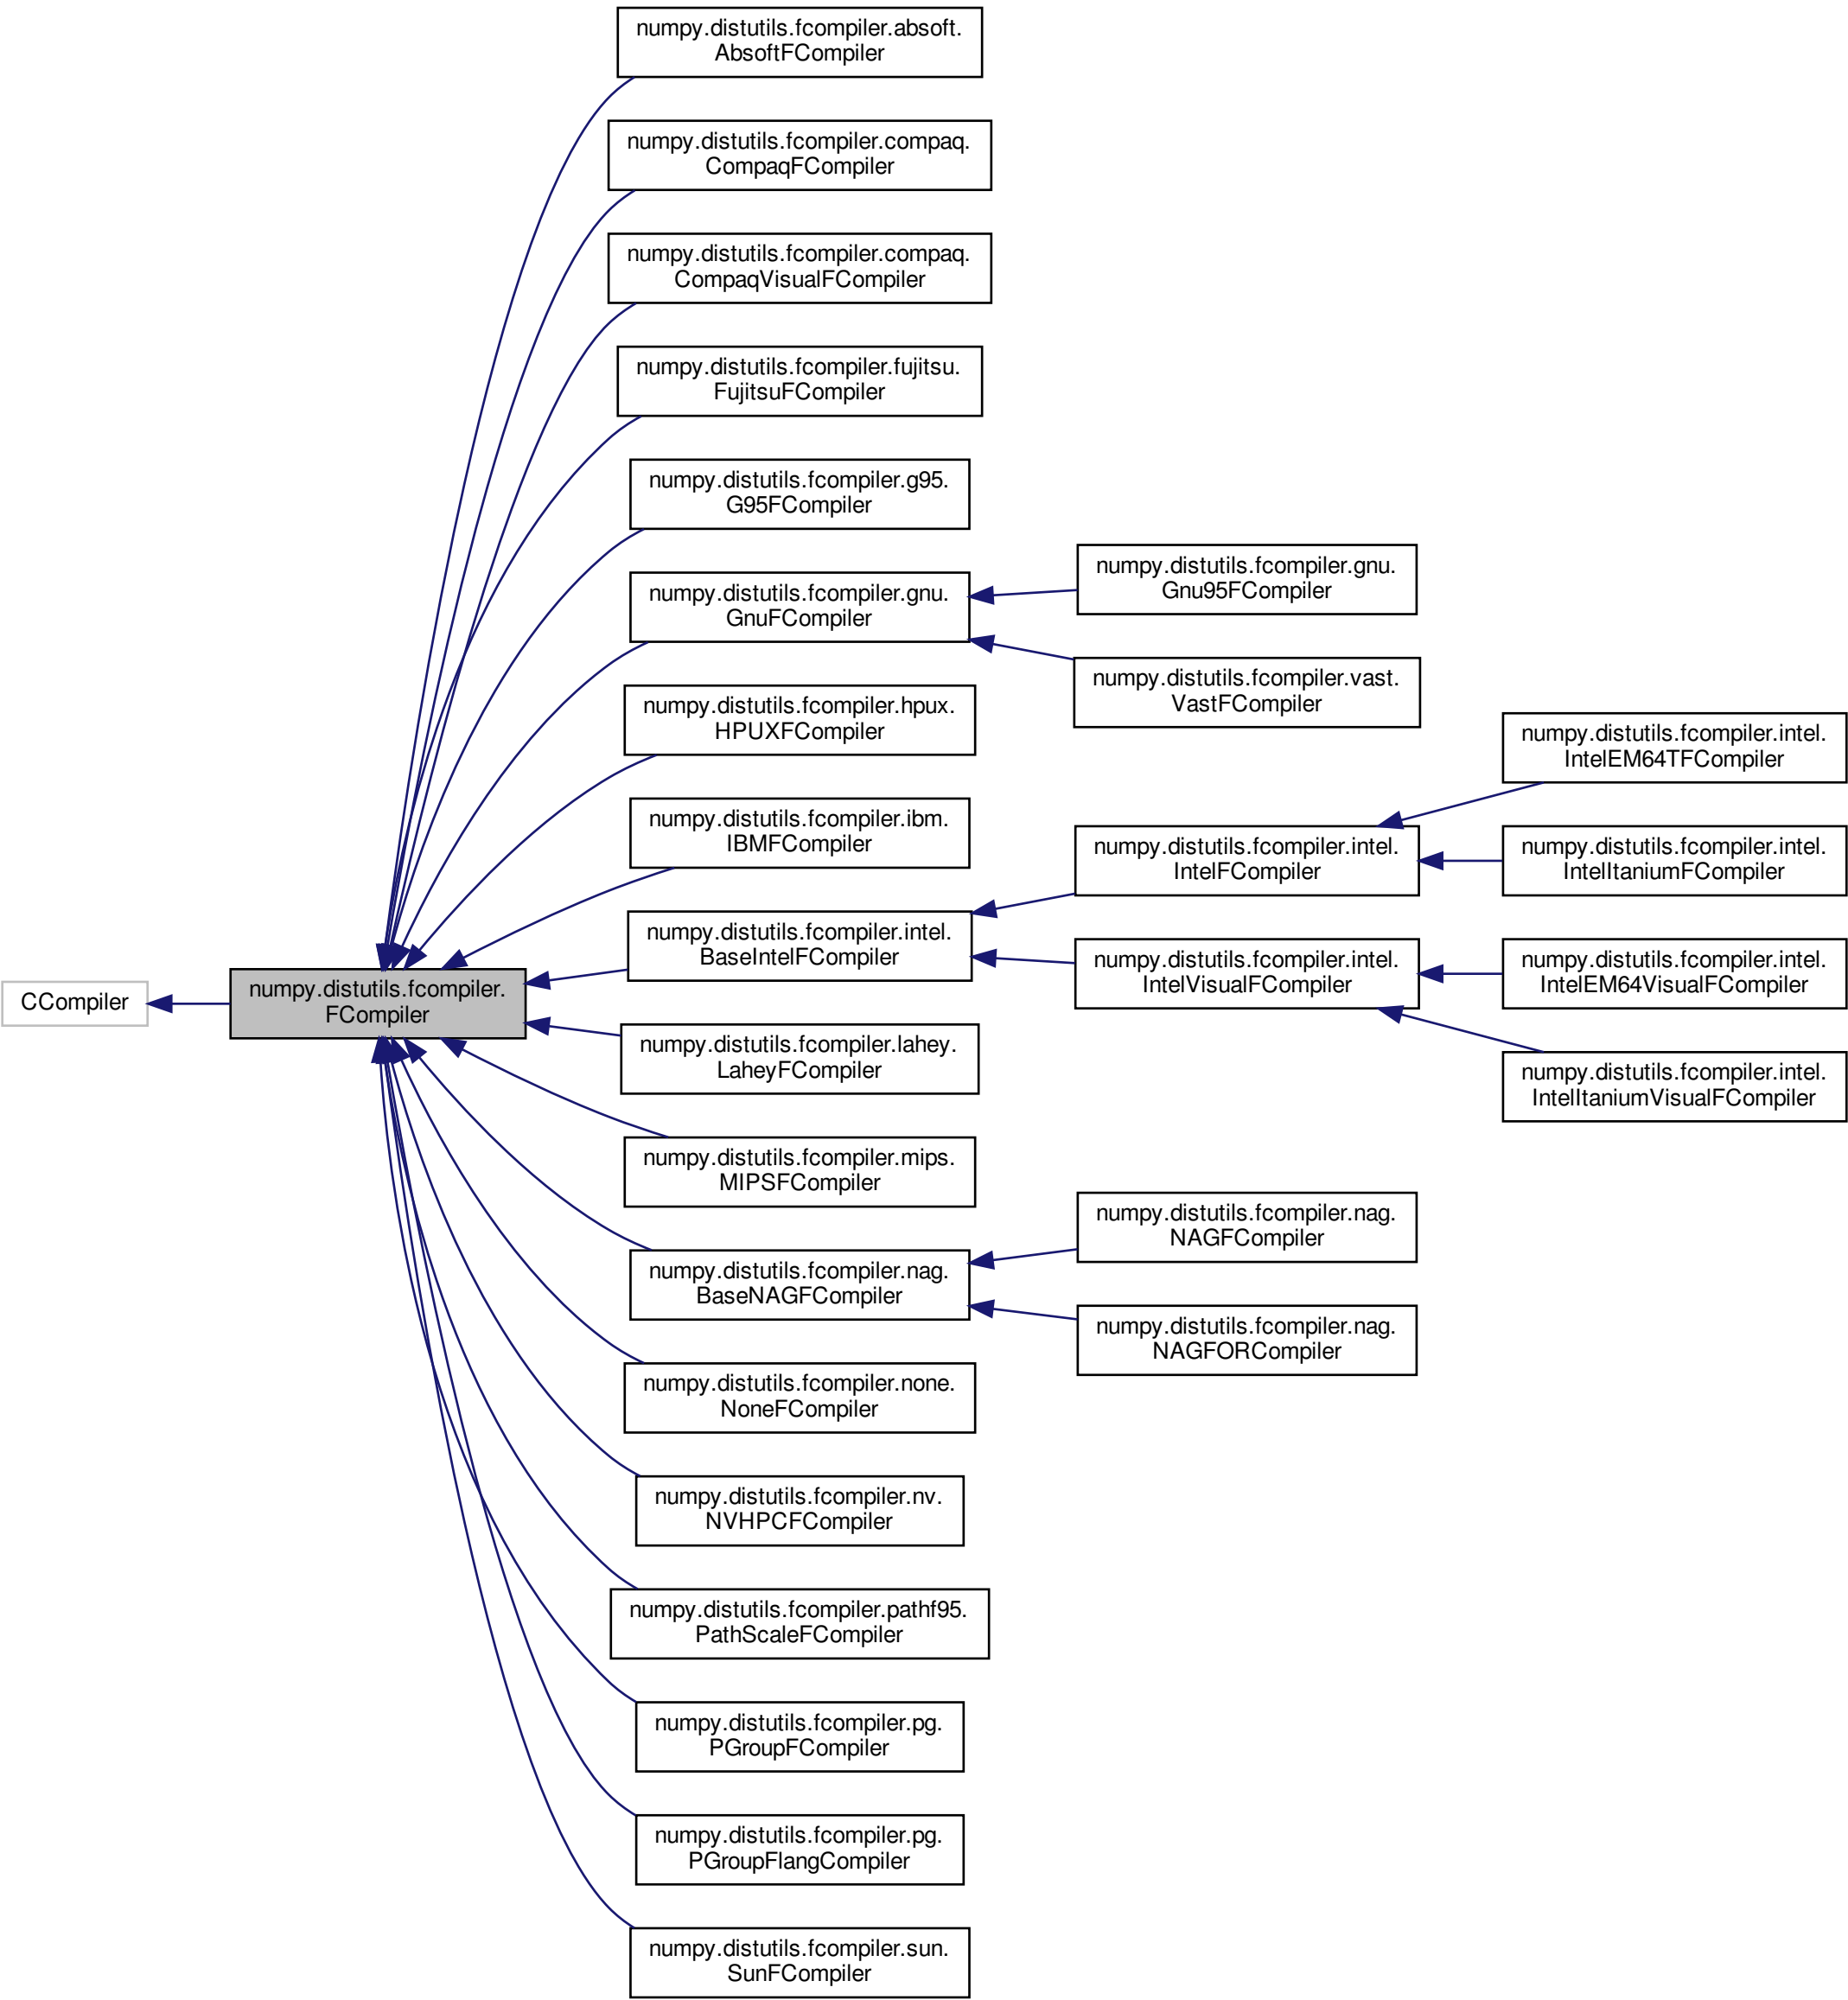 CCompiler
numpy.distutils.fcompiler.
FCompiler
numpy.distutils.fcompiler.absoft.
AbsoftFCompiler
numpy.distutils.fcompiler.compaq.
CompaqFCompiler
numpy.distutils.fcompiler.compaq.
CompaqVisualFCompiler
numpy.distutils.fcompiler.fujitsu.
FujitsuFCompiler
numpy.distutils.fcompiler.g95.
G95FCompiler
numpy.distutils.fcompiler.gnu.
GnuFCompiler
numpy.distutils.fcompiler.hpux.
HPUXFCompiler
numpy.distutils.fcompiler.ibm.
IBMFCompiler
numpy.distutils.fcompiler.intel.
BaseIntelFCompiler
numpy.distutils.fcompiler.lahey.
LaheyFCompiler
numpy.distutils.fcompiler.mips.
MIPSFCompiler
numpy.distutils.fcompiler.nag.
BaseNAGFCompiler
numpy.distutils.fcompiler.none.
NoneFCompiler
numpy.distutils.fcompiler.nv.
NVHPCFCompiler
numpy.distutils.fcompiler.pathf95.
PathScaleFCompiler
numpy.distutils.fcompiler.pg.
PGroupFCompiler
numpy.distutils.fcompiler.pg.
PGroupFlangCompiler
numpy.distutils.fcompiler.sun.
SunFCompiler
numpy.distutils.fcompiler.gnu.
Gnu95FCompiler
numpy.distutils.fcompiler.vast.
VastFCompiler
numpy.distutils.fcompiler.intel.
IntelFCompiler
numpy.distutils.fcompiler.intel.
IntelVisualFCompiler
numpy.distutils.fcompiler.nag.
NAGFCompiler
numpy.distutils.fcompiler.nag.
NAGFORCompiler
numpy.distutils.fcompiler.intel.
IntelEM64TFCompiler
numpy.distutils.fcompiler.intel.
IntelItaniumFCompiler
numpy.distutils.fcompiler.intel.
IntelEM64VisualFCompiler
numpy.distutils.fcompiler.intel.
IntelItaniumVisualFCompiler